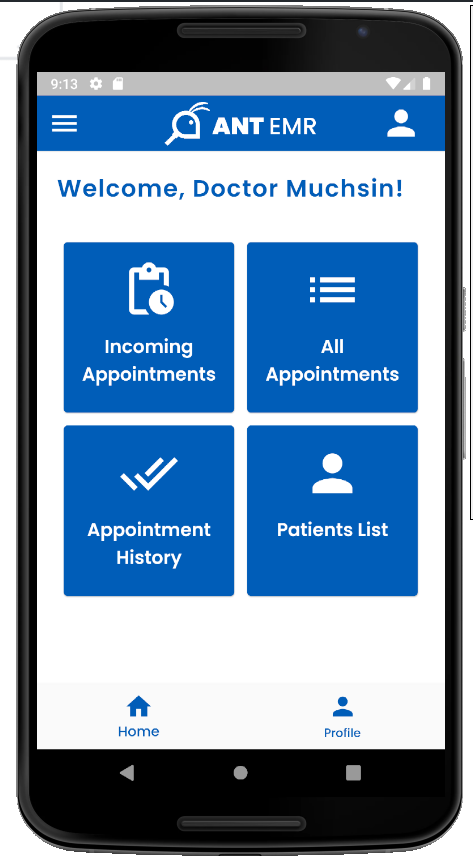 9:13
ANT EMR
Welcome, Doctor Muchsin!
Incoming
Appointments
All
Appointments
Appointment
History
Patients List
Home
Profile